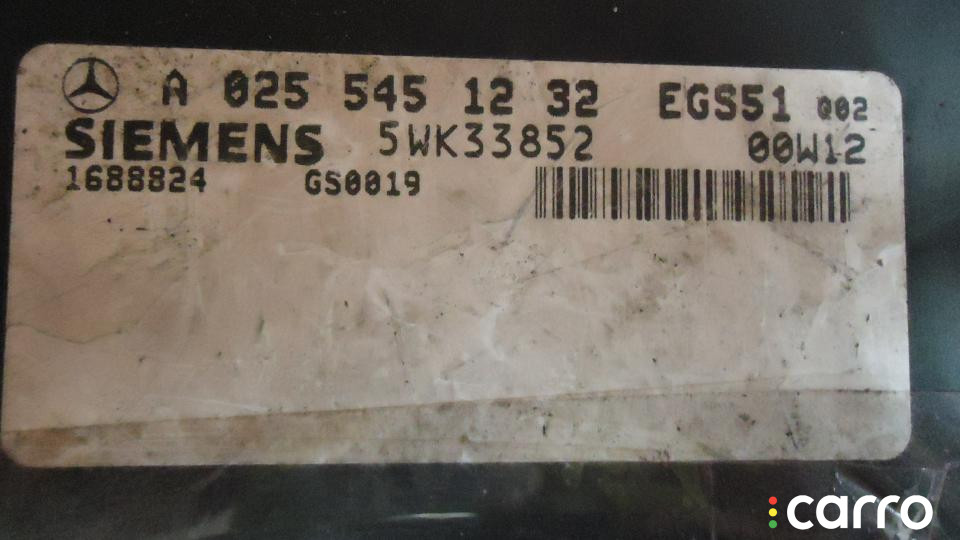 A 025 545 12 32 EGS51 Q02
SIEMENS 5WK33852 00W12
1688824 GS0019
carro